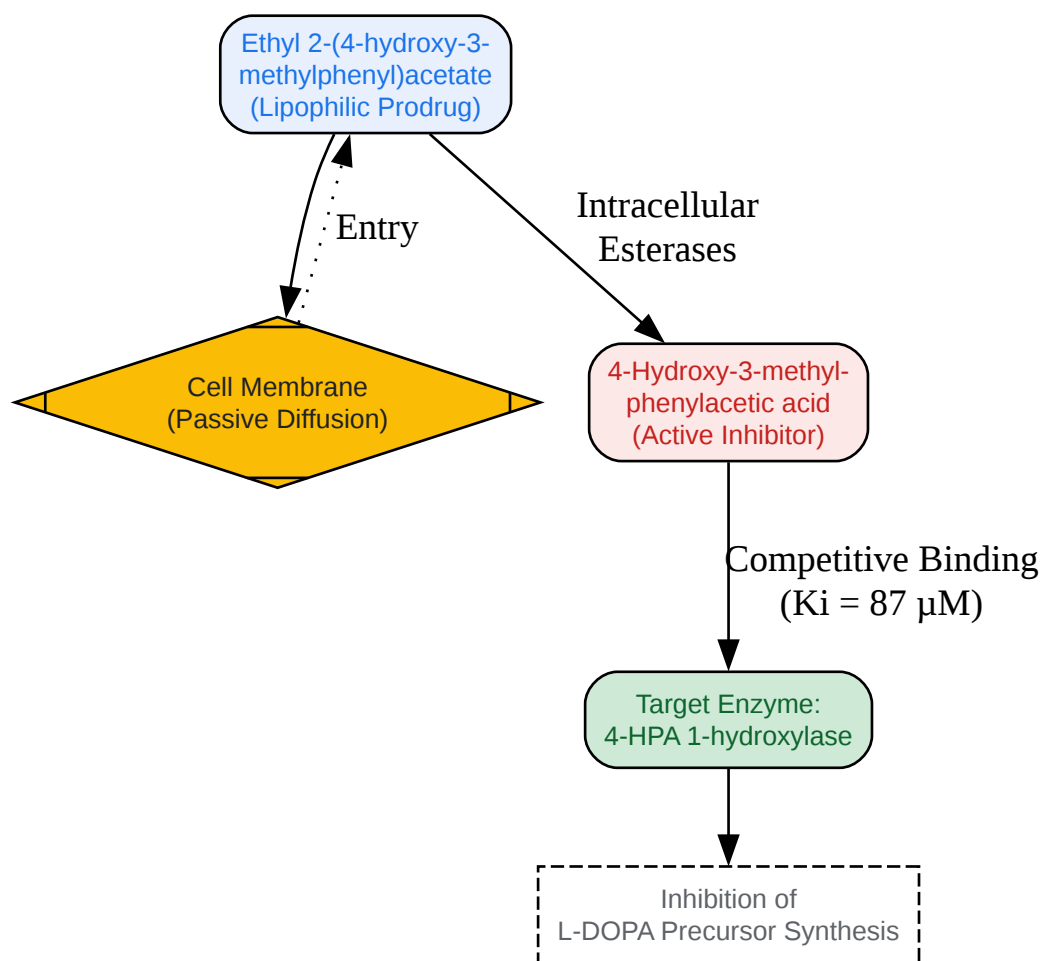 Ethyl 2-(4-hydroxy-3-
methylphenyl)acetate
(Lipophilic Prodrug)
Entry
Intracellular
Esterases
Cell Membrane
(Passive Diffusion)
4-Hydroxy-3-methyl-
phenylacetic acid
(Active Inhibitor)
Competitive Binding
(Ki = 87 µM)
Target Enzyme:
4-HPA 1-hydroxylase
Inhibition of
L-DOPA Precursor Synthesis